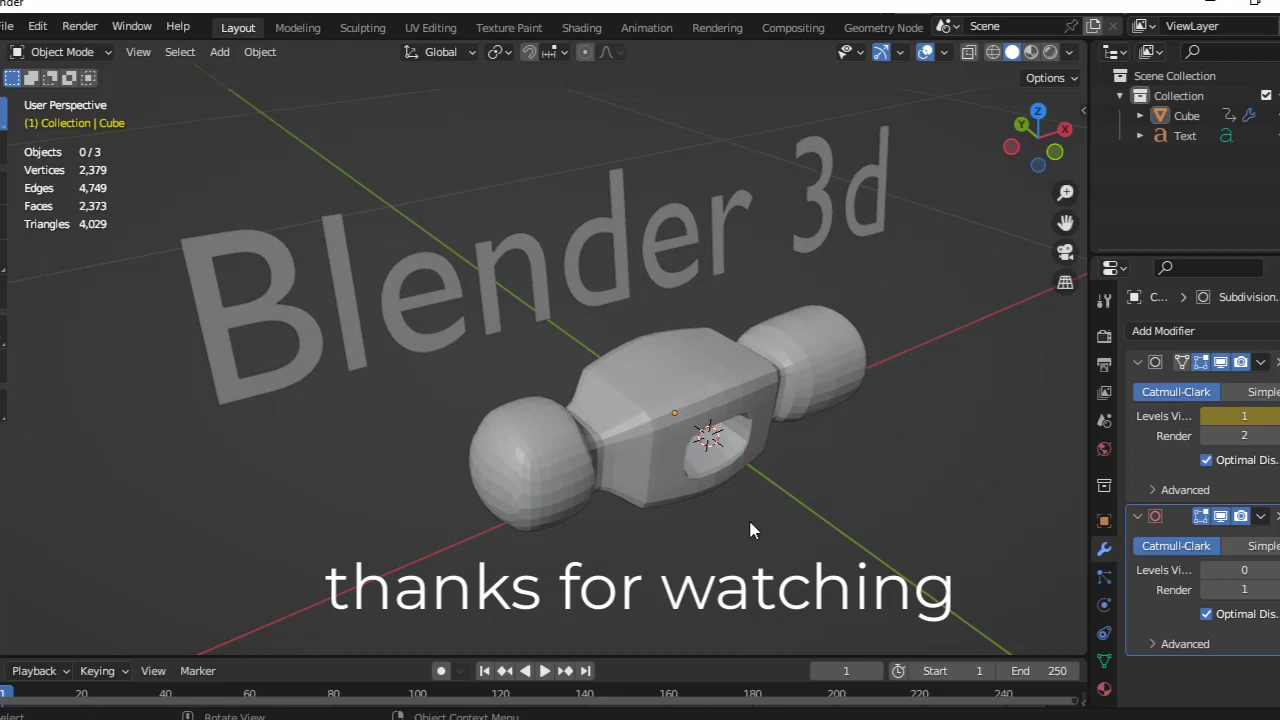 ender
File Edit Render Window Help Layout Modeling Sculpting UV Editing Texture Paint Shading Animation Rendering Compositing Geometry Node Scene ViewLayer
Object Mode View Select Add Object Global
Options
User Perspective
(1) Collection | Cube
Objects 0 / 3
Vertices 2,379
Edges 4,749
Faces 2,373
Triangles 4,029
Blender 3d
Z
Y
X
thanks for watching
Scene Collection
Collection
Cube
Text
C... Subdivision.
Add Modifier
Catmull-Clark Simple
Levels Vi... 1
Render 2
Optimal Dis...
Advanced
Catmull-Clark Simple
Levels Vi... 0
Render 1
Optimal Dis...
Advanced
Playback Keying View Marker 1 Start 1 End 250
1 20 40 60 80 100 120 140 160 180 200 220 240
elect Rotate View Object Context Menu